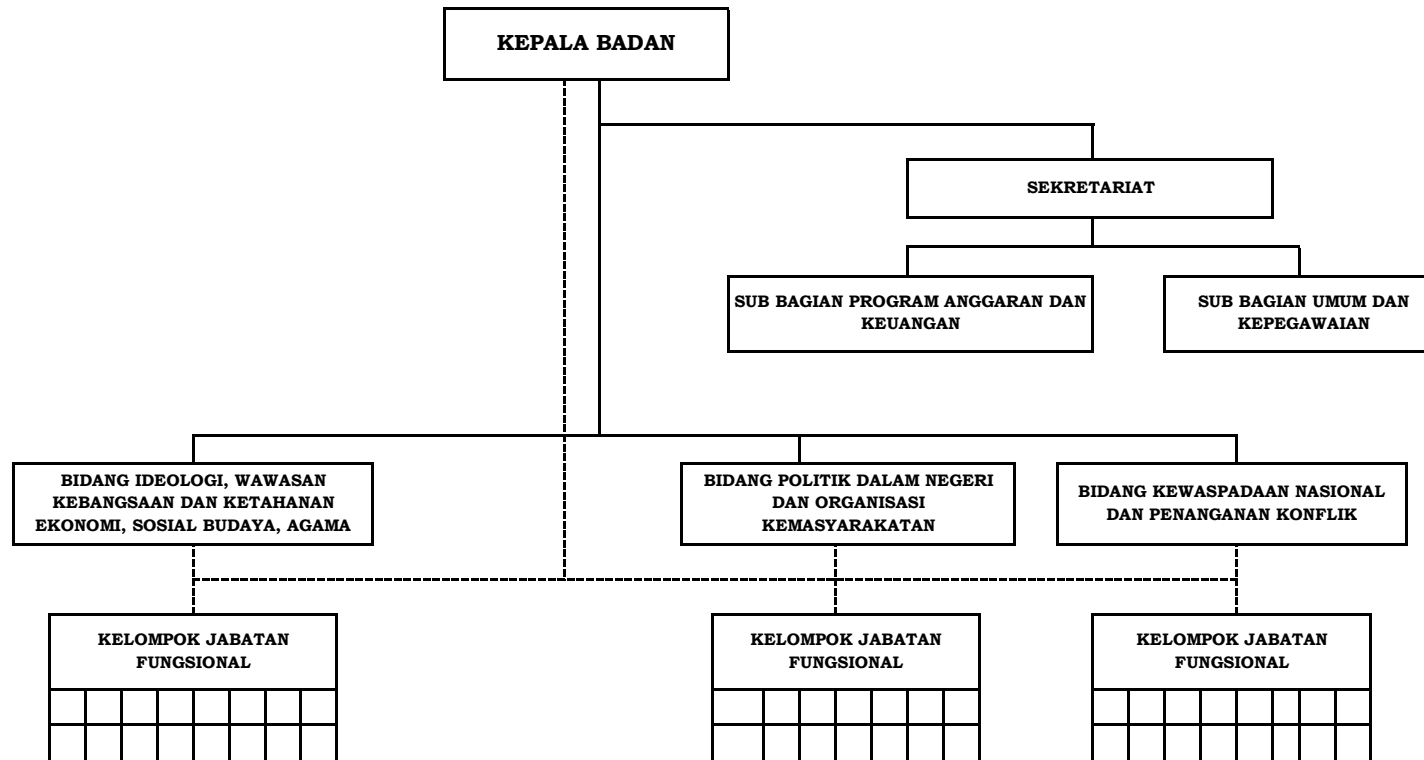 KEPALA BADAN
SEKRETARIAT
SUB BAGIAN PROGRAM ANGGARAN DAN
KEUANGAN
SUB BAGIAN UMUM DAN
KEPEGAWAIAN
BIDANG IDEOLOGI, WAWASAN
KEBANGSAAN DAN KETAHANAN
EKONOMI, SOSIAL BUDAYA, AGAMA
BIDANG POLITIK DALAM NEGERI
DAN ORGANISASI
KEMASYARAKATAN
BIDANG KEWASPADAAN NASIONAL
DAN PENANGANAN KONFLIK
KELOMPOK JABATAN
FUNGSIONAL
KELOMPOK JABATAN
FUNGSIONAL
KELOMPOK JABATAN
FUNGSIONAL